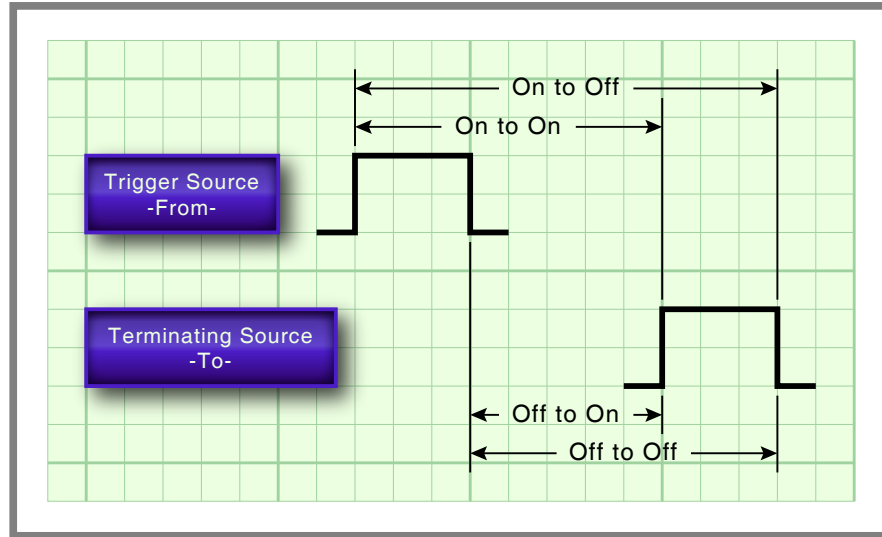 On to Off
On to On
Trigger Source
-From-
Terminating Source
-To-
Off to On
Off to Off